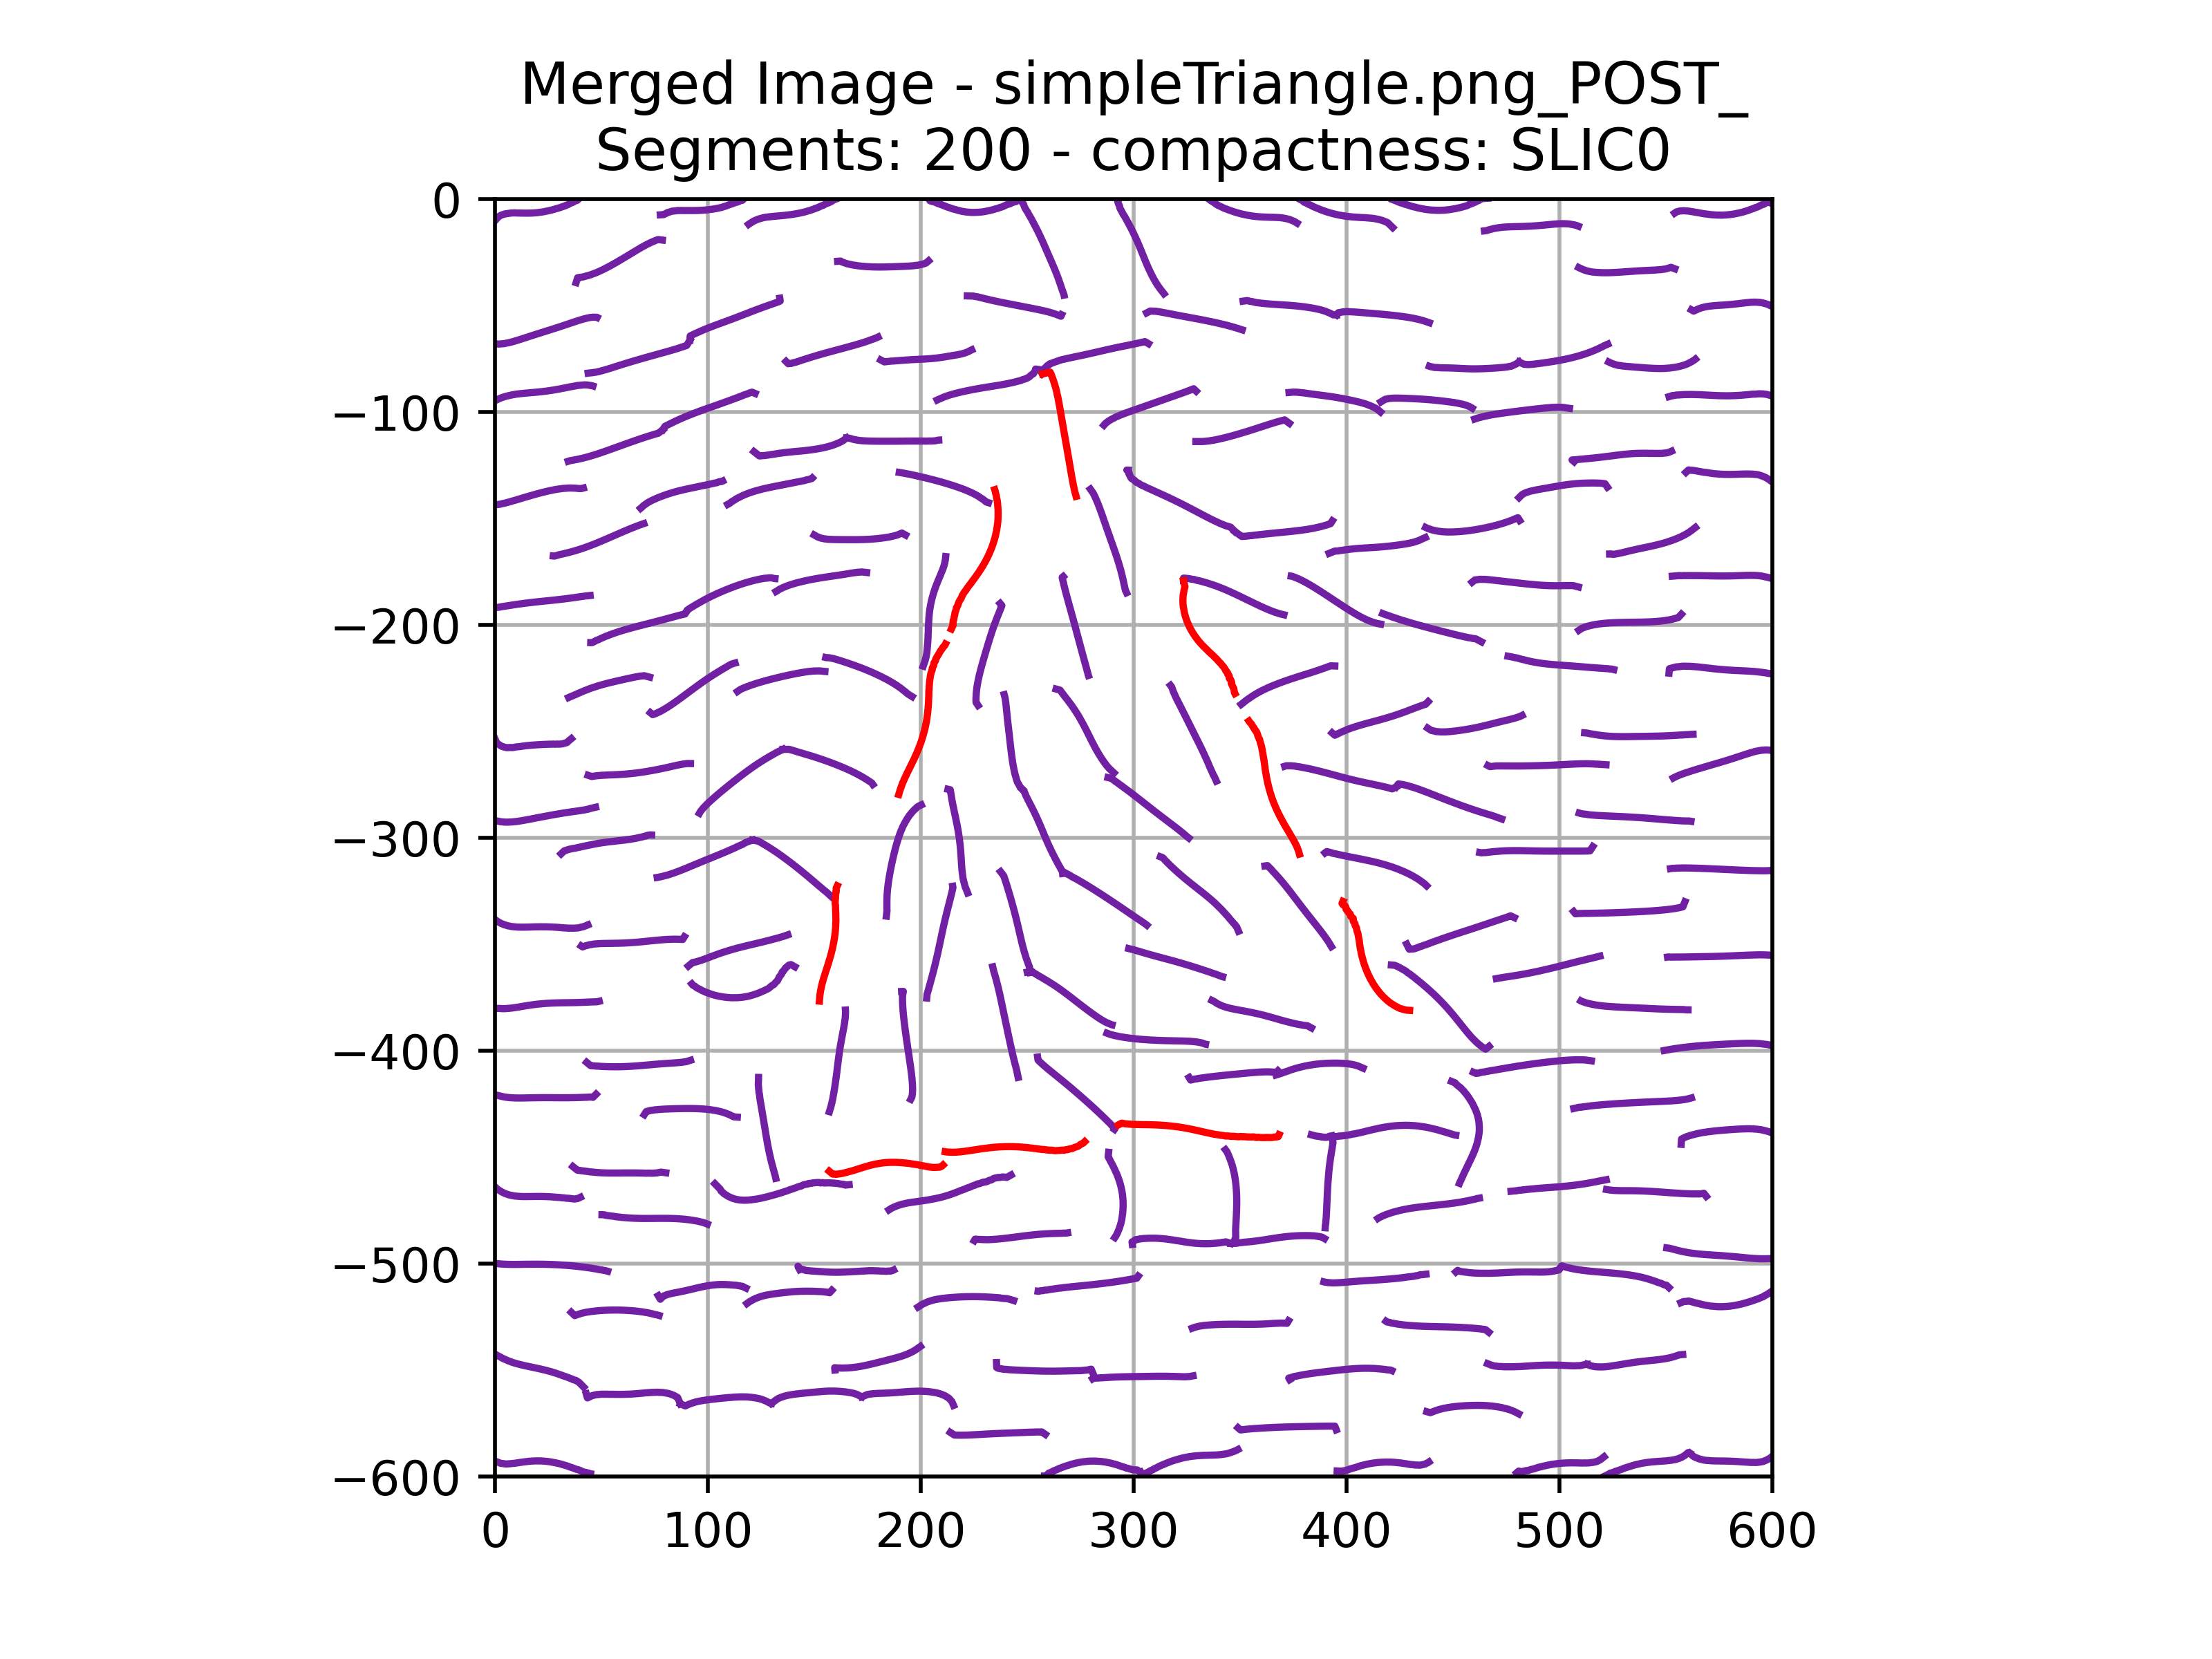 Merged Image - simpleTriangle.png_POST_
Segments: 200 - compactness: SLIC0
0
−100
−200
−300
−400
−500
−600
0 100 200 300 400 500 600